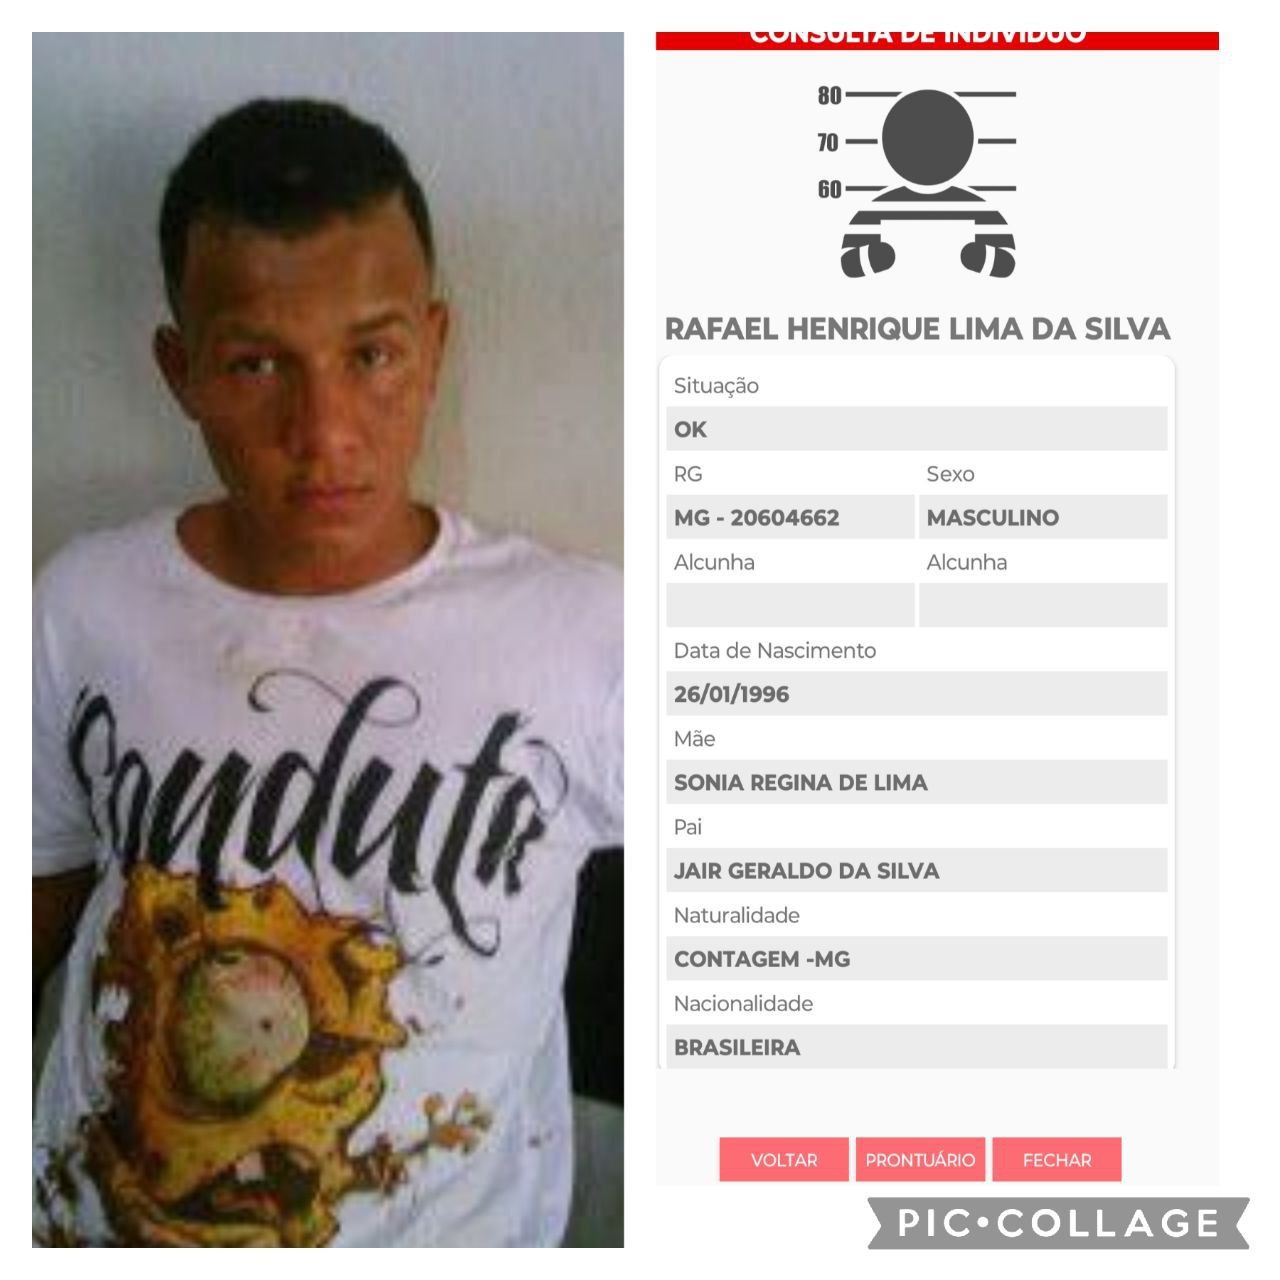 Conduta
CONSULTA DE INDIVIDUO
80
70
60
RAFAEL HENRIQUE LIMA DA SILVA
Situação
OK
RG Sexo
MG - 20604662 MASCULINO
Alcunha Alcunha
Data de Nascimento
26/01/1996
Mãe
SONIA REGINA DE LIMA
Pai
JAIR GERALDO DA SILVA
Naturalidade
CONTAGEM -MG
Nacionalidade
BRASILEIRA
VOLTAR PRONTUÁRIO FECHAR
PIC•COLLAGE